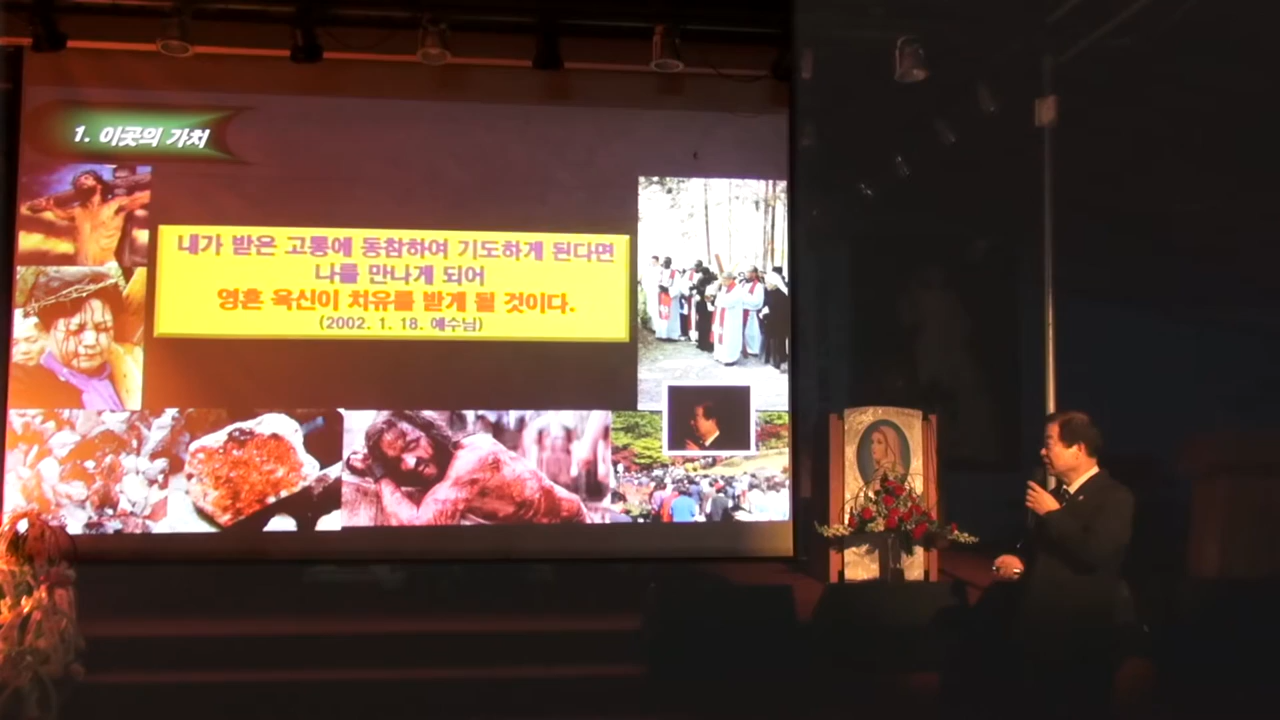 1. 이곳의 가치
내가 받은 고통에 동참하여 기도하게 된다면
나를 만나게 되어
영혼 육신이 치유를 받게 될 것이다.
(2002. 1. 18. 예수님)